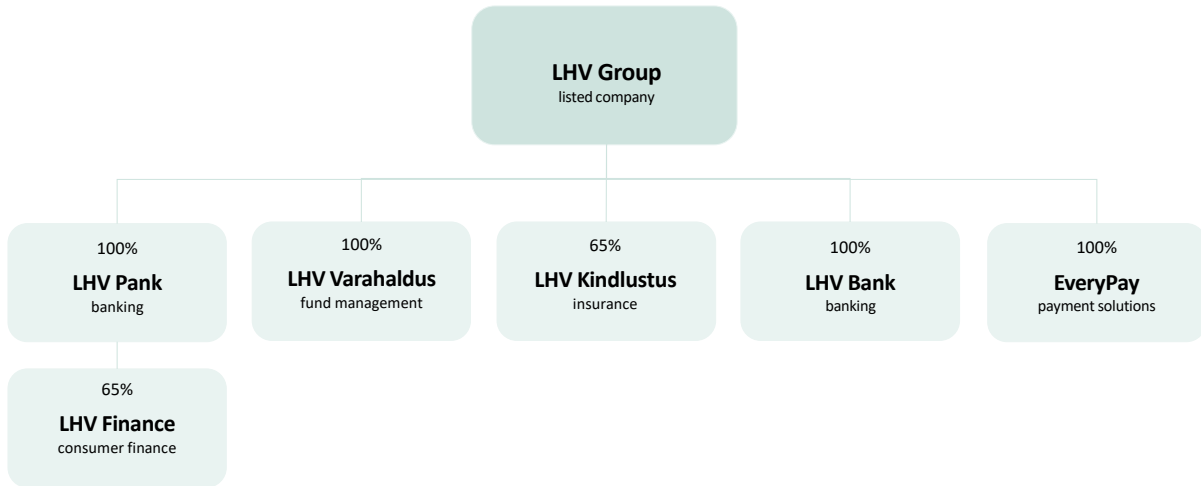 LHV Group
listed company
100%
LHV Pank
banking
100%
LHV Varahaldus
fund management
65%
LHV Kindlustus
insurance
100%
LHV Bank
banking
100%
EveryPay
payment solutions
65%
LHV Finance
consumer finance